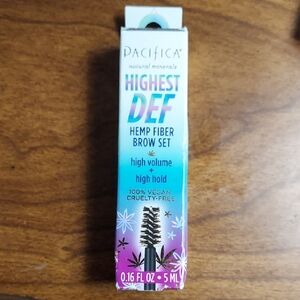 PACIFICA®
natural minerals
HIGHEST
DEF
HEMP FIBER
BROW SET
high volume
+
high hold
100% VEGAN
CRUELTY-FREE
0.16 FL OZ • 5 ML